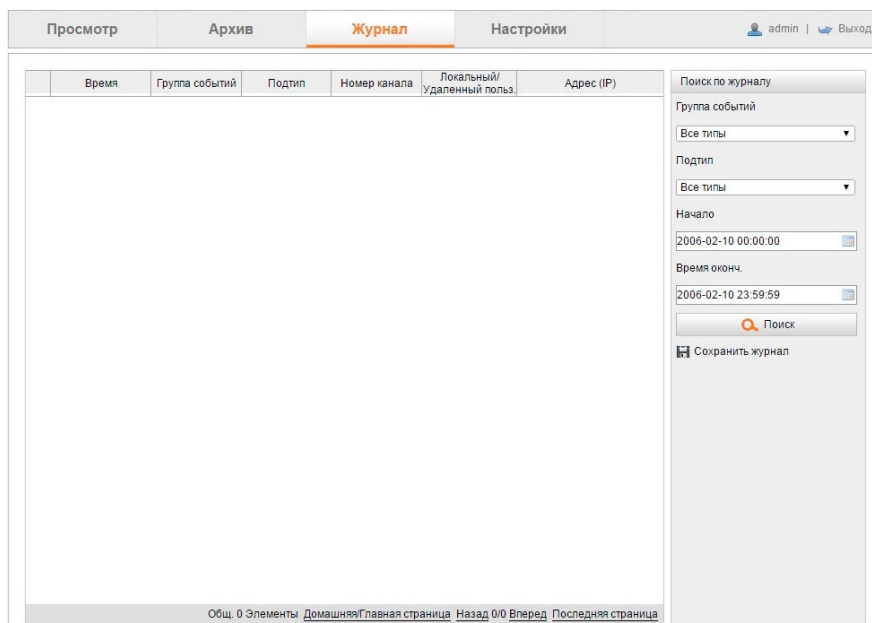 Просмотр Архив Журнал Настройки admin | Выход
Время Группа событий Подтип Номер канала Локальный/ Удаленный польз. Адрес (IP)
Поиск по журналу
Группа событий
Все типы
Подтип
Все типы
Начало
2006-02-10 00:00:00
Время оконч.
2006-02-10 23:59:59
Поиск
Сохранить журнал
Общ. 0 Элементы Домашняя/Главная страница Назад 0/0 Вперед Последняя страница